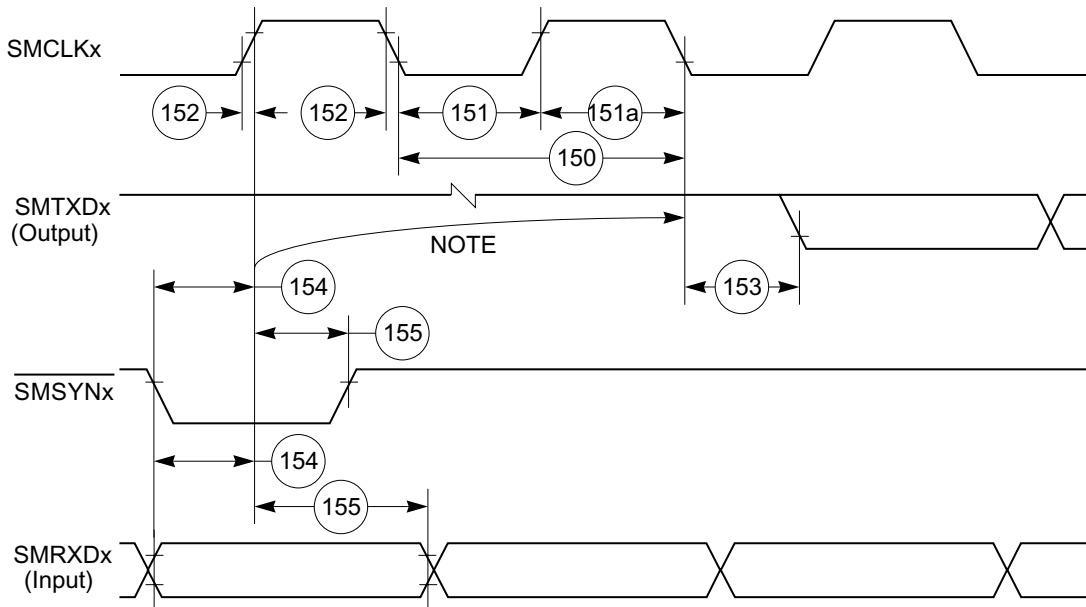 SMCLKx
152
152
151
151a
150
SMTXDx
(Output)
NOTE
154
153
155
SMSYNx
154
155
SMRXDx
(Input)